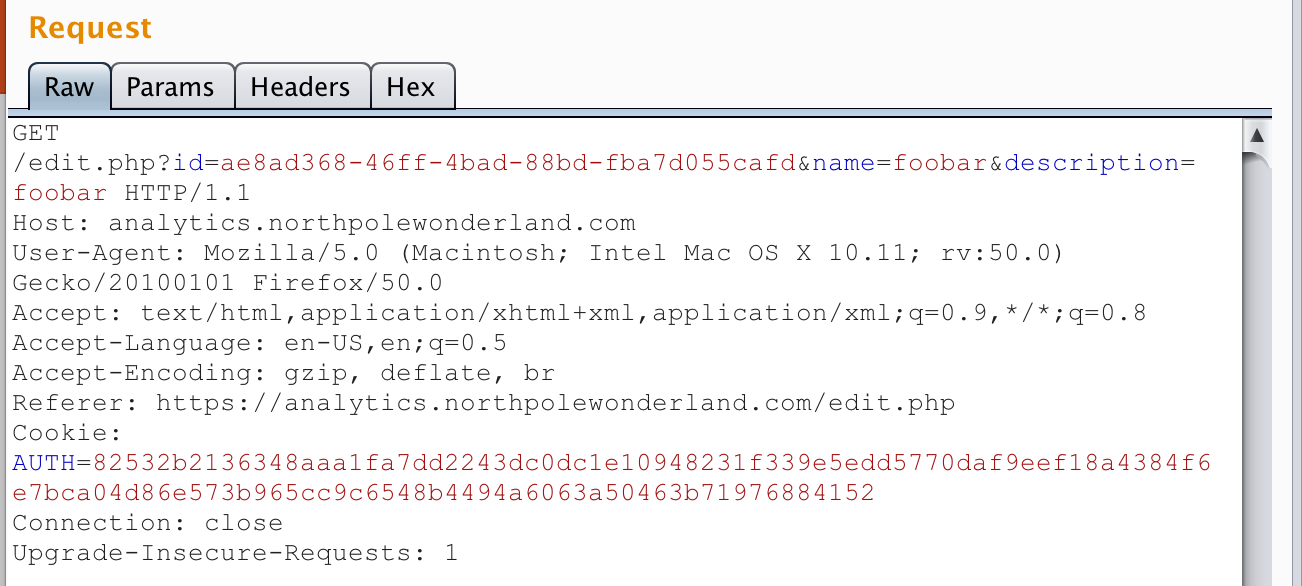 Request
Raw Params Headers Hex
GET
/edit.php?id=ae8ad368-46ff-4bad-88bd-fba7d055cafd&name=foobar&description=
foobar HTTP/1.1
Host: analytics.northpolewonderland.com
User-Agent: Mozilla/5.0 (Macintosh; Intel Mac OS X 10.11; rv:50.0)
Gecko/20100101 Firefox/50.0
Accept: text/html,application/xhtml+xml,application/xml;q=0.9,*/*;q=0.8
Accept-Language: en-US,en;q=0.5
Accept-Encoding: gzip, deflate, br
Referer: https://analytics.northpolewonderland.com/edit.php
Cookie:
AUTH=82532b2136348aaa1fa7dd2243dc0dc1e10948231f339e5edd5770daf9eef18a4384f6
e7bca04d86e573b965cc9c6548b4494a6063a50463b71976884152
Connection: close
Upgrade-Insecure-Requests: 1